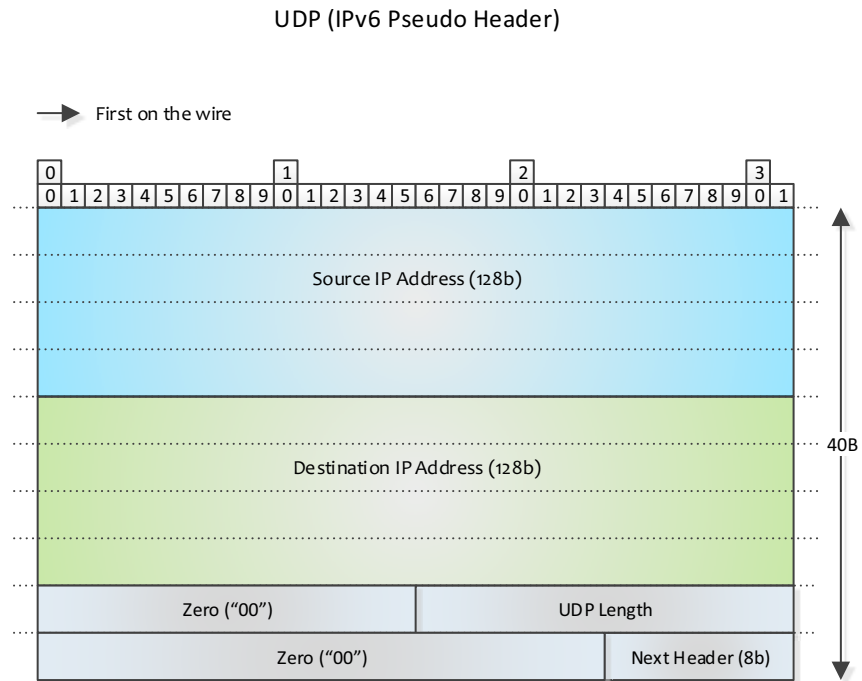 UDP (IPv6 Pseudo Header)
First on the wire
0 1 2 3
0 1 2 3 4 5 6 7 8 9 0 1 2 3 4 5 6 7 8 9 0 1 2 3 4 5 6 7 8 9 0 1
Source IP Address (128b)
40B
Destination IP Address (128b)
Zero (“00”) UDP Length
Zero (“00”) Next Header (8b)